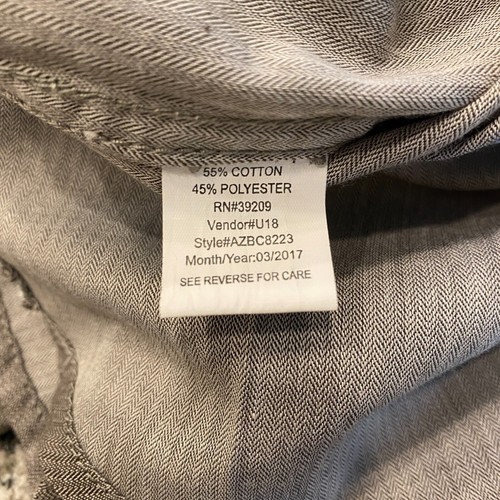 55% COTTON
45% POLYESTER
RN#39209
Vendor#U18
Style#AZBC8223
Month/Year:03/2017
SEE REVERSE FOR CARE